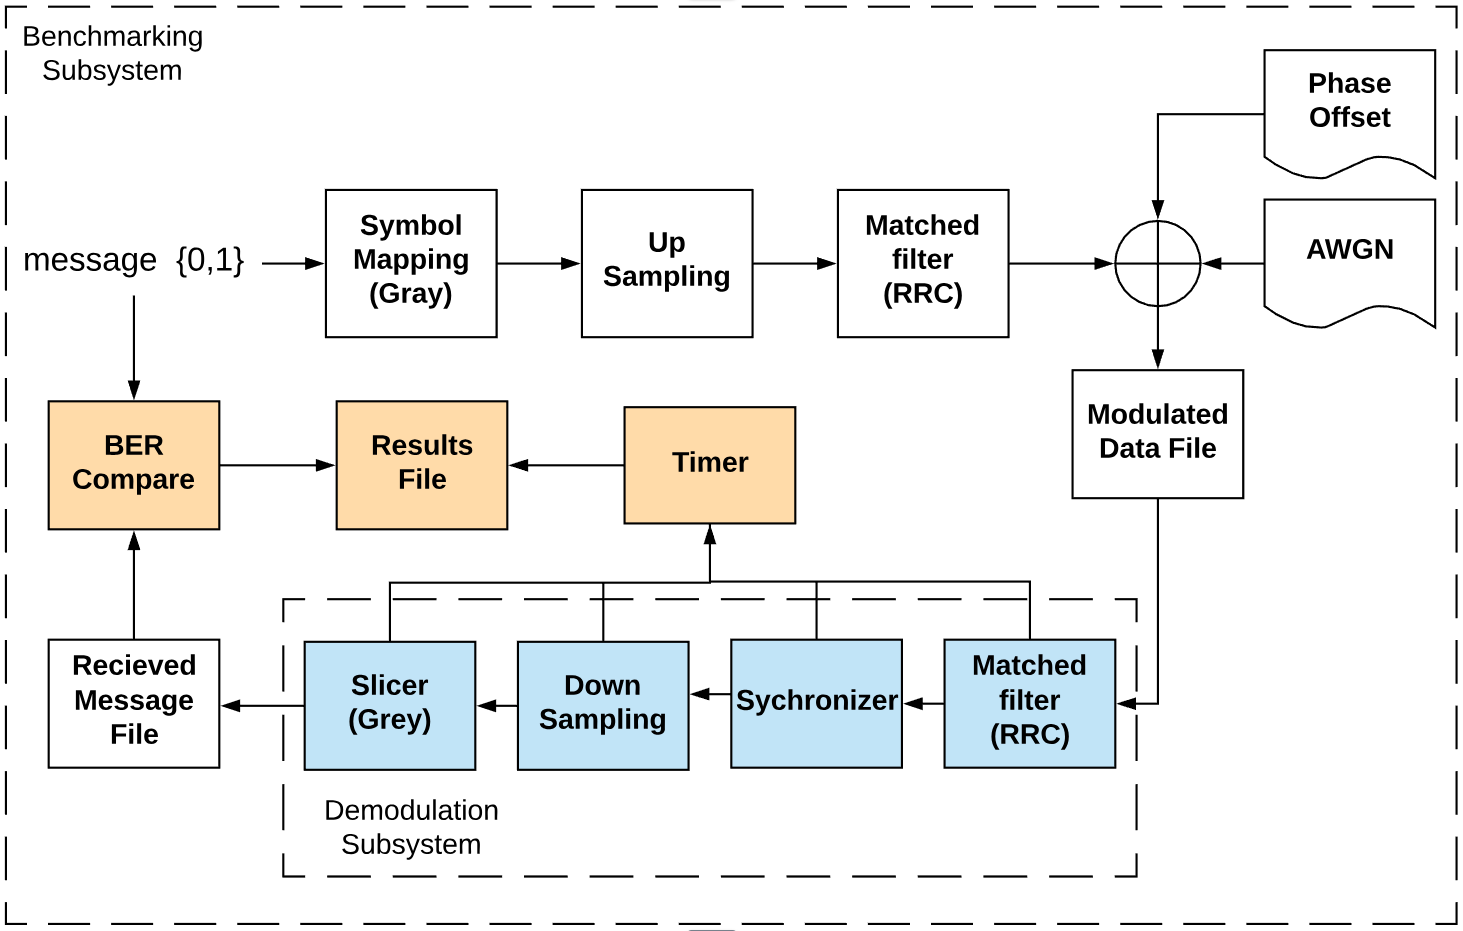 Benchmarking
Subsystem
Phase
Offset
Symbol
Mapping
(Gray)
Up
Sampling
Matched
filter
(RRC)
AWGN
message {0,1}
Modulated
Data File
BER
Compare
Results
File
Timer
Recieved
Message
File
Slicer
(Grey)
Down
Sampling
Sychronizer
Matched
filter
(RRC)
Demodulation
Subsystem